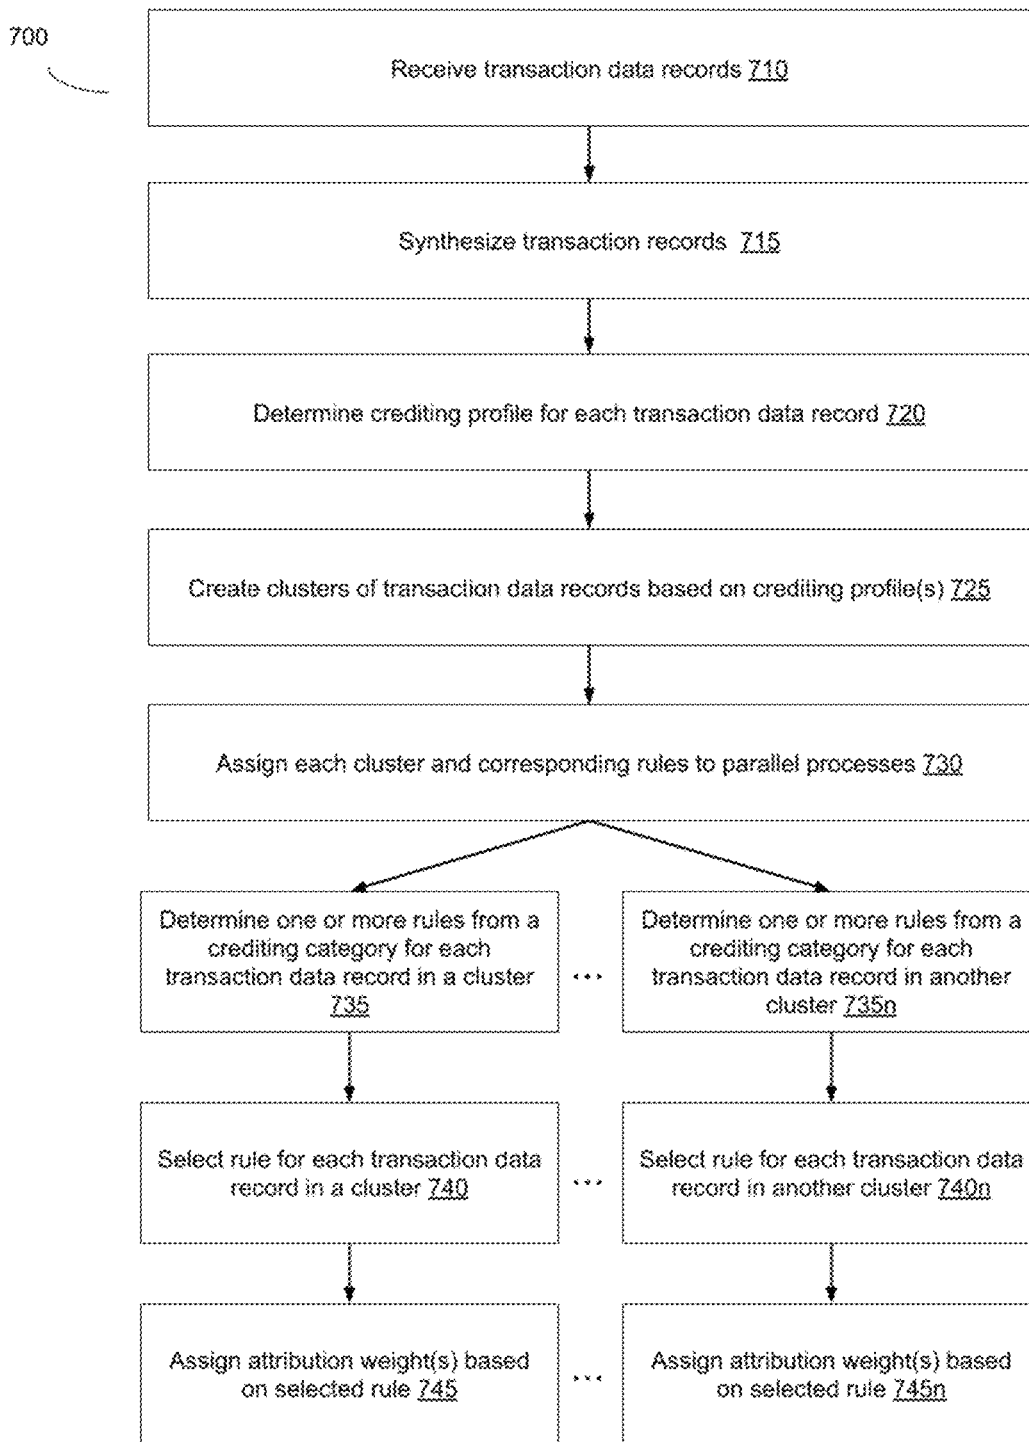 700
Receive transaction data records 710
Synthesize transaction records 715
Determine crediting profile for each transaction data record 720
Create clusters of transaction data records based on crediting profile(s) 725
Assign each cluster and corresponding rules to parallel processes 730
Determine one or more rules from a
crediting category for each
transaction data record in a cluster
735
...
Determine one or more rules from a
crediting category for each
transaction data record in another
cluster 735n
Select rule for each transaction data
record in a cluster 740
...
Select rule for each transaction data
record in another cluster 740n
Assign attribution weight(s) based
on selected rule 745
...
Assign attribution weight(s) based
on selected rule 745n